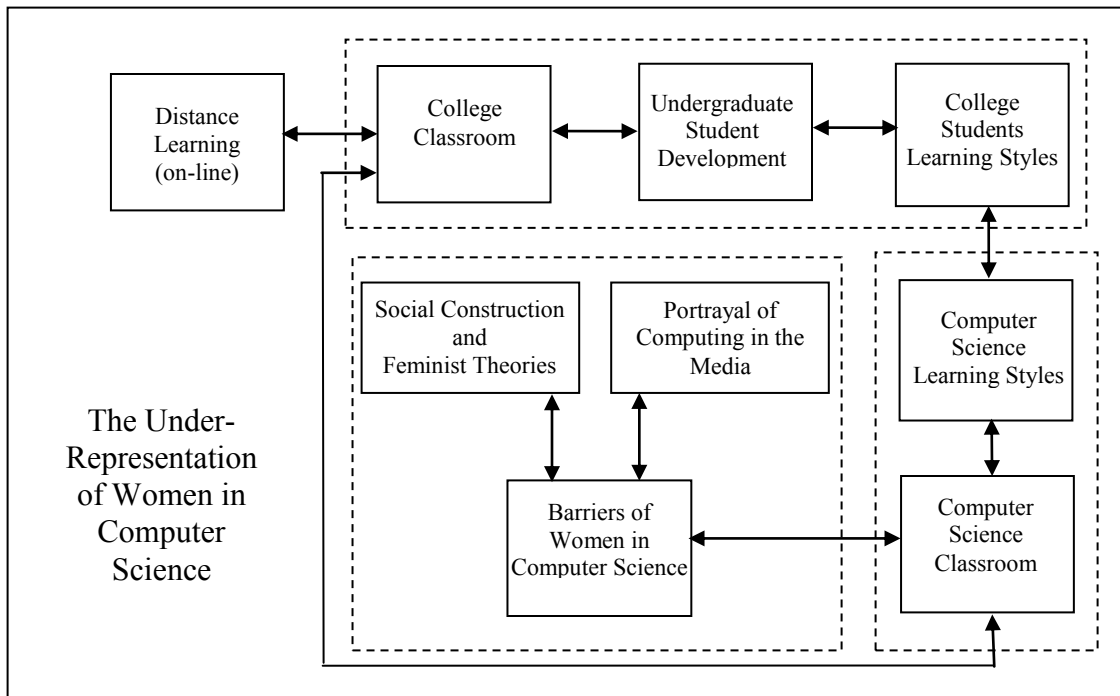 Distance
Learning
(on-line)
College
Classroom
Undergraduate
Student
Development
College
Students
Learning Styles
Social Construction
and
Feminist Theories
Portrayal of
Computing in the
Media
Computer
Science
Learning Styles
The Under-
Representation
of Women in
Computer
Science
Barriers of
Women in
Computer Science
Computer
Science
Classroom